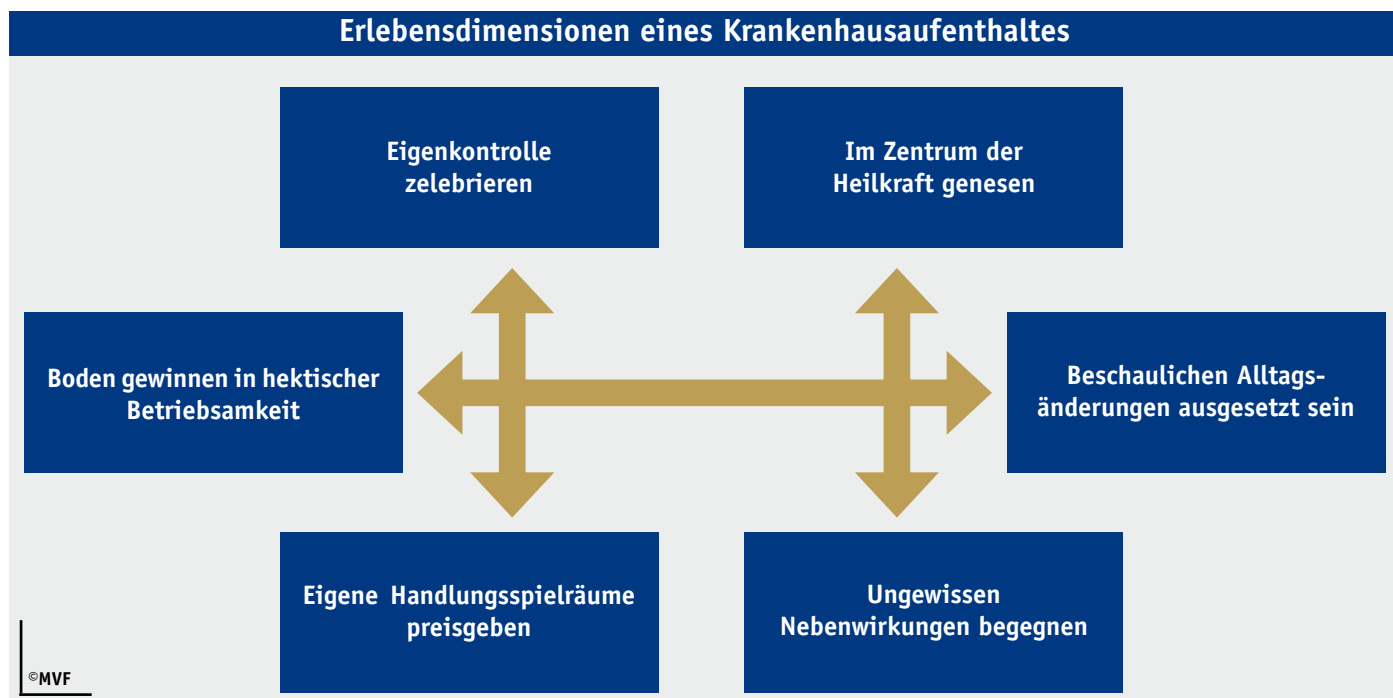 Erlebensdimensionen eines Krankenhausaufenthaltes
Eigenkontrolle
zelebrieren
Im Zentrum der
Heilkraft genesen
Boden gewinnen in hektischer
Betriebsamkeit
Beschaulichen Alltags-
änderungen ausgesetzt sein
Eigene Handlungsspielräume
preisgeben
Ungewissen
Nebenwirkungen begegnen
©MVF